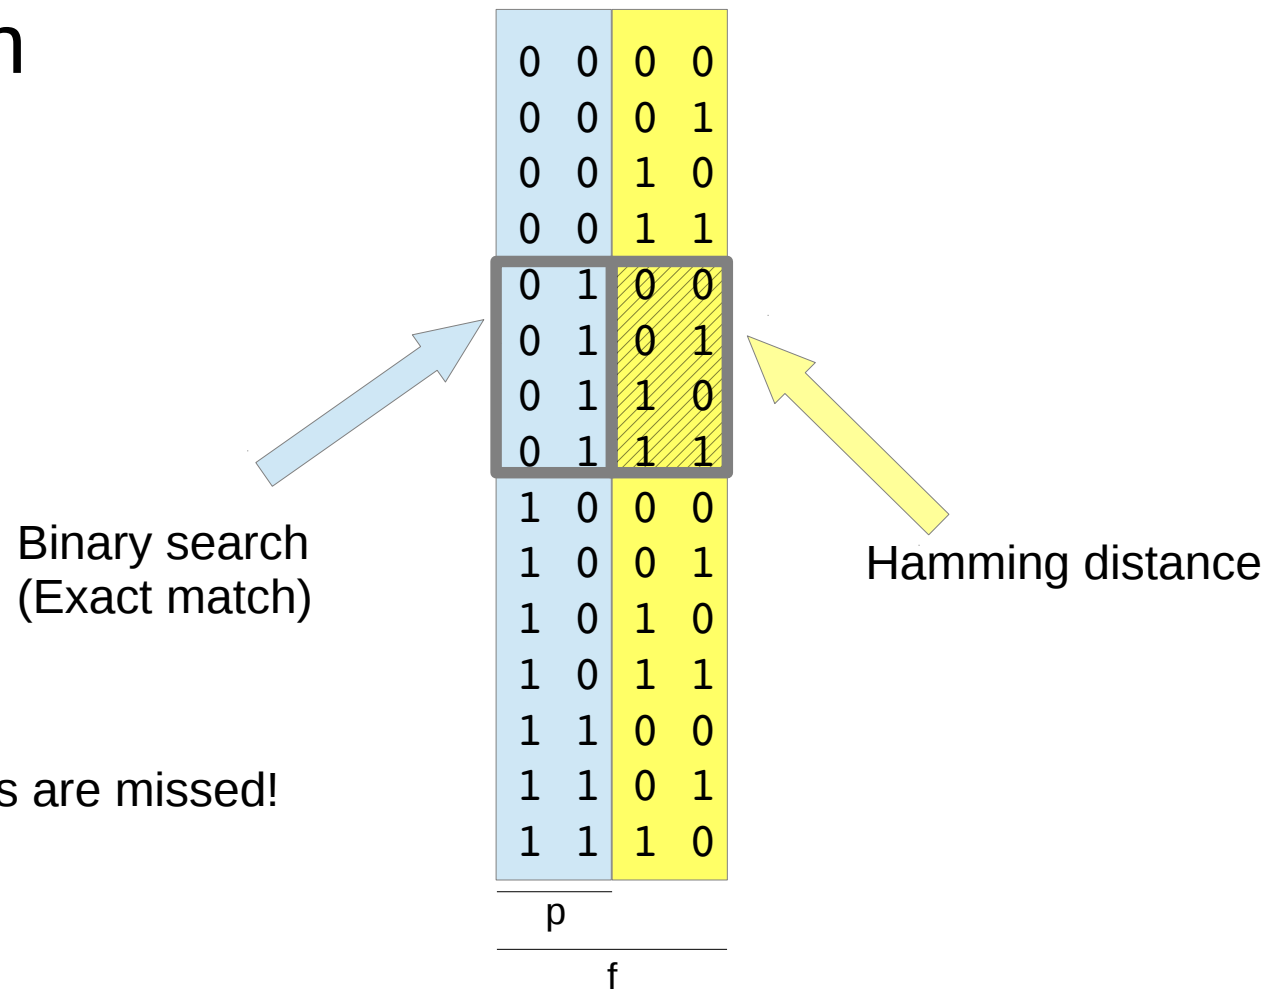 n
0 0 0 0
0 0 0 1
0 0 1 0
0 0 1 1
0 1 0 0
0 1 0 1
0 1 1 0
0 1 1 1
1 0 0 0
1 0 0 1
1 0 1 0
1 0 1 1
1 1 0 0
1 1 0 1
1 1 1 0
Binary search
(Exact match)
Hamming distance
s are missed!
p
f